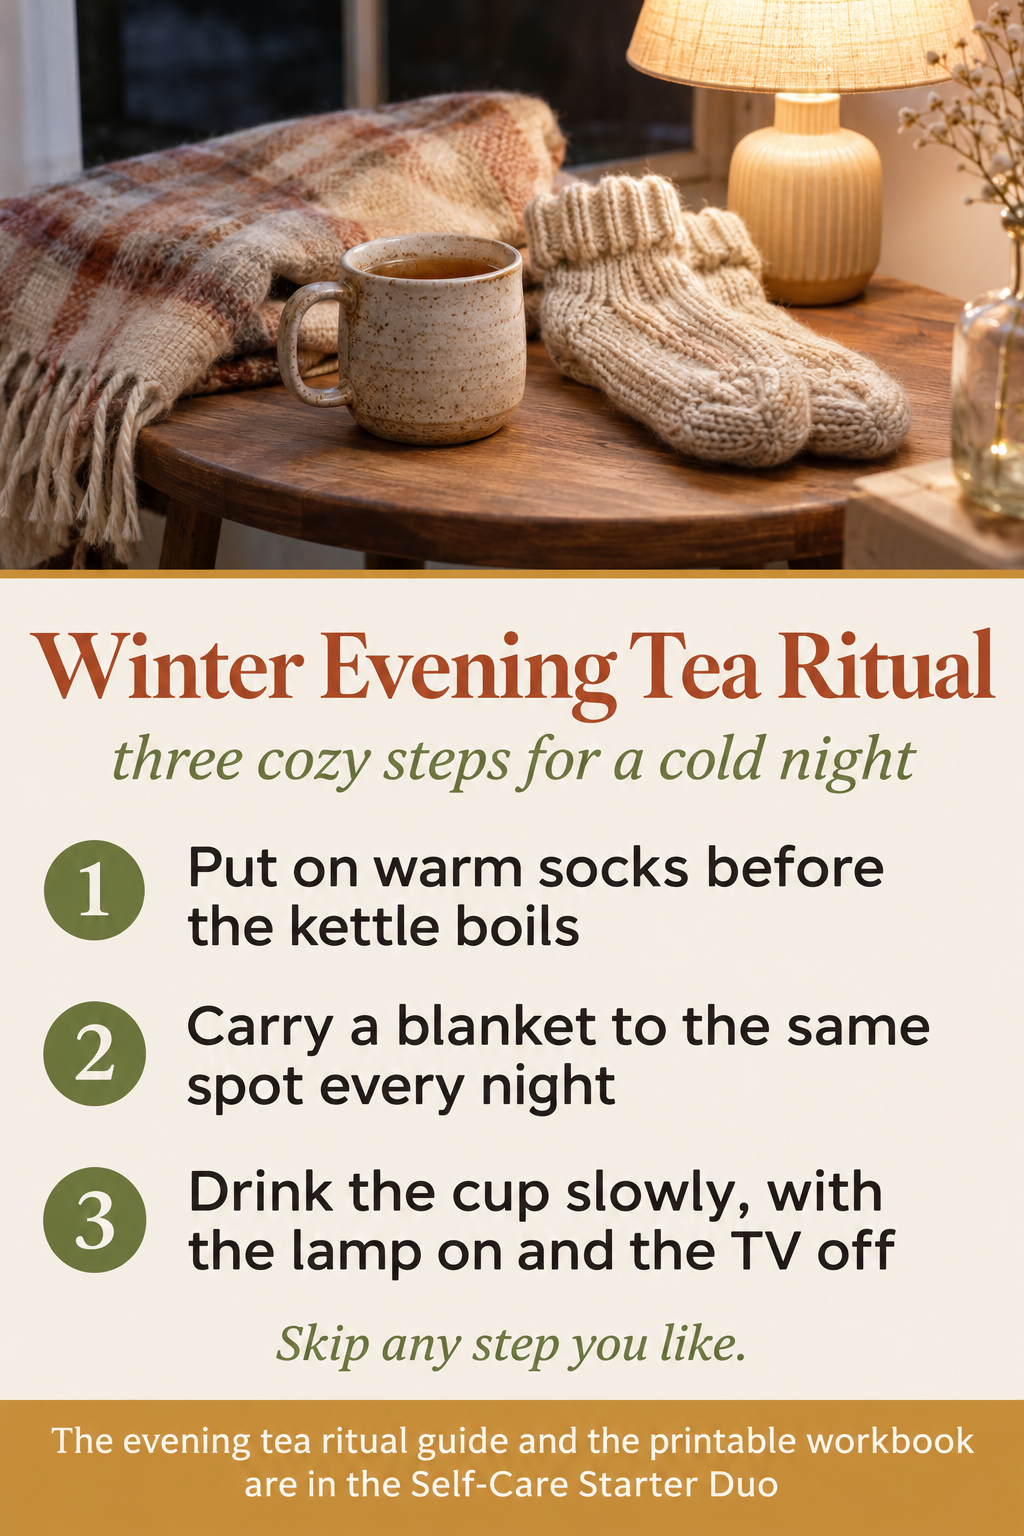 Winter Evening Tea Ritual
three cozy steps for a cold night
1
Put on warm socks before
the kettle boils
2
Carry a blanket to the same
spot every night
3
Drink the cup slowly, with
the lamp on and the TV off
Skip any step you like.
The evening tea ritual guide and the printable workbook
are in the Self-Care Starter Duo